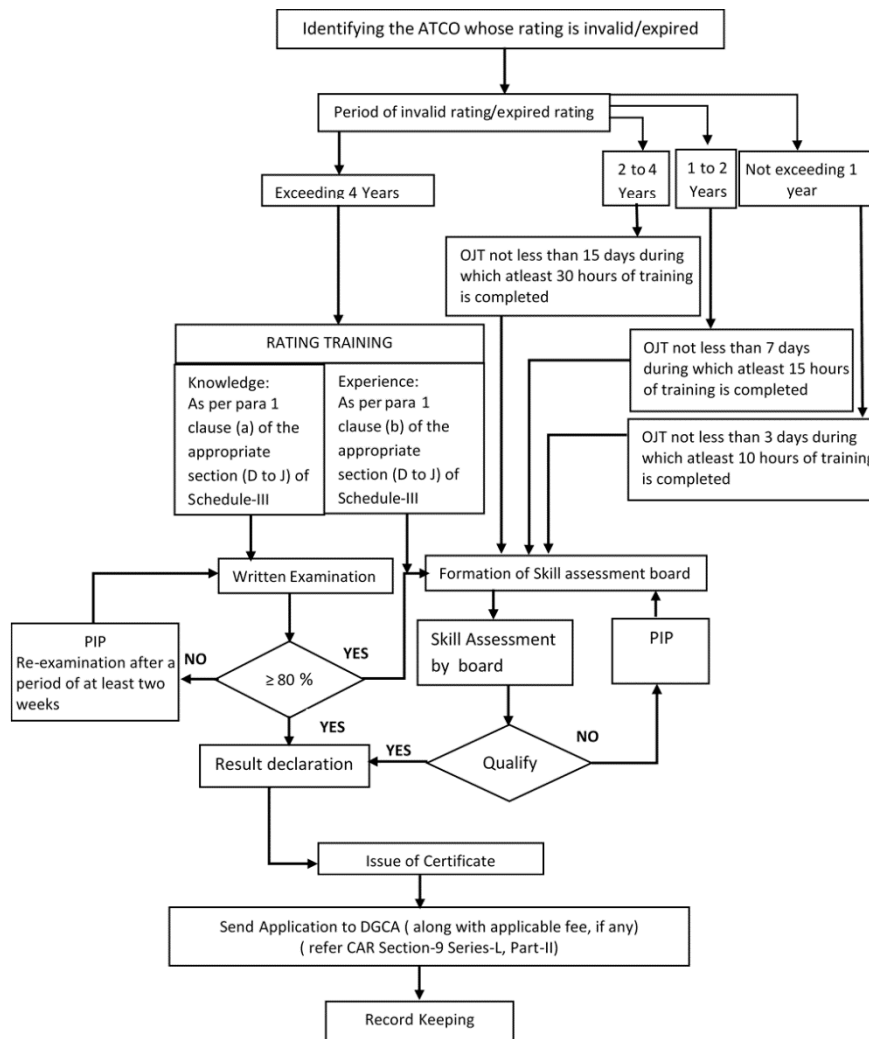 Identifying the ATCO whose rating is invalid/expired
Period of invalid rating/expired rating
Exceeding 4 Years
2 to 4
Years
1 to 2
Years
Not exceeding 1
year
OJT not less than 15 days during
which atleast 30 hours of training
is completed
OJT not less than 7 days
during which atleast 15 hours
of training is completed
OJT not less than 3 days during
which atleast 10 hours of training
is completed
RATING TRAINING
Knowledge:
As per para 1
clause (a) of the
appropriate
section (D to J) of
Schedule-III
Experience:
As per para 1
clause (b) of the
appropriate
section (D to J) of
Schedule-III
Written Examination
Formation of Skill assessment board
PIP
Re-examination after a
period of at least two
weeks
NO
≥ 80 %
YES
YES
Skill Assessment
by board
PIP
Result declaration
YES
Qualify
NO
Issue of Certificate
Send Application to DGCA ( along with applicable fee, if any)
( refer CAR Section-9 Series-L, Part-II)
Record Keeping